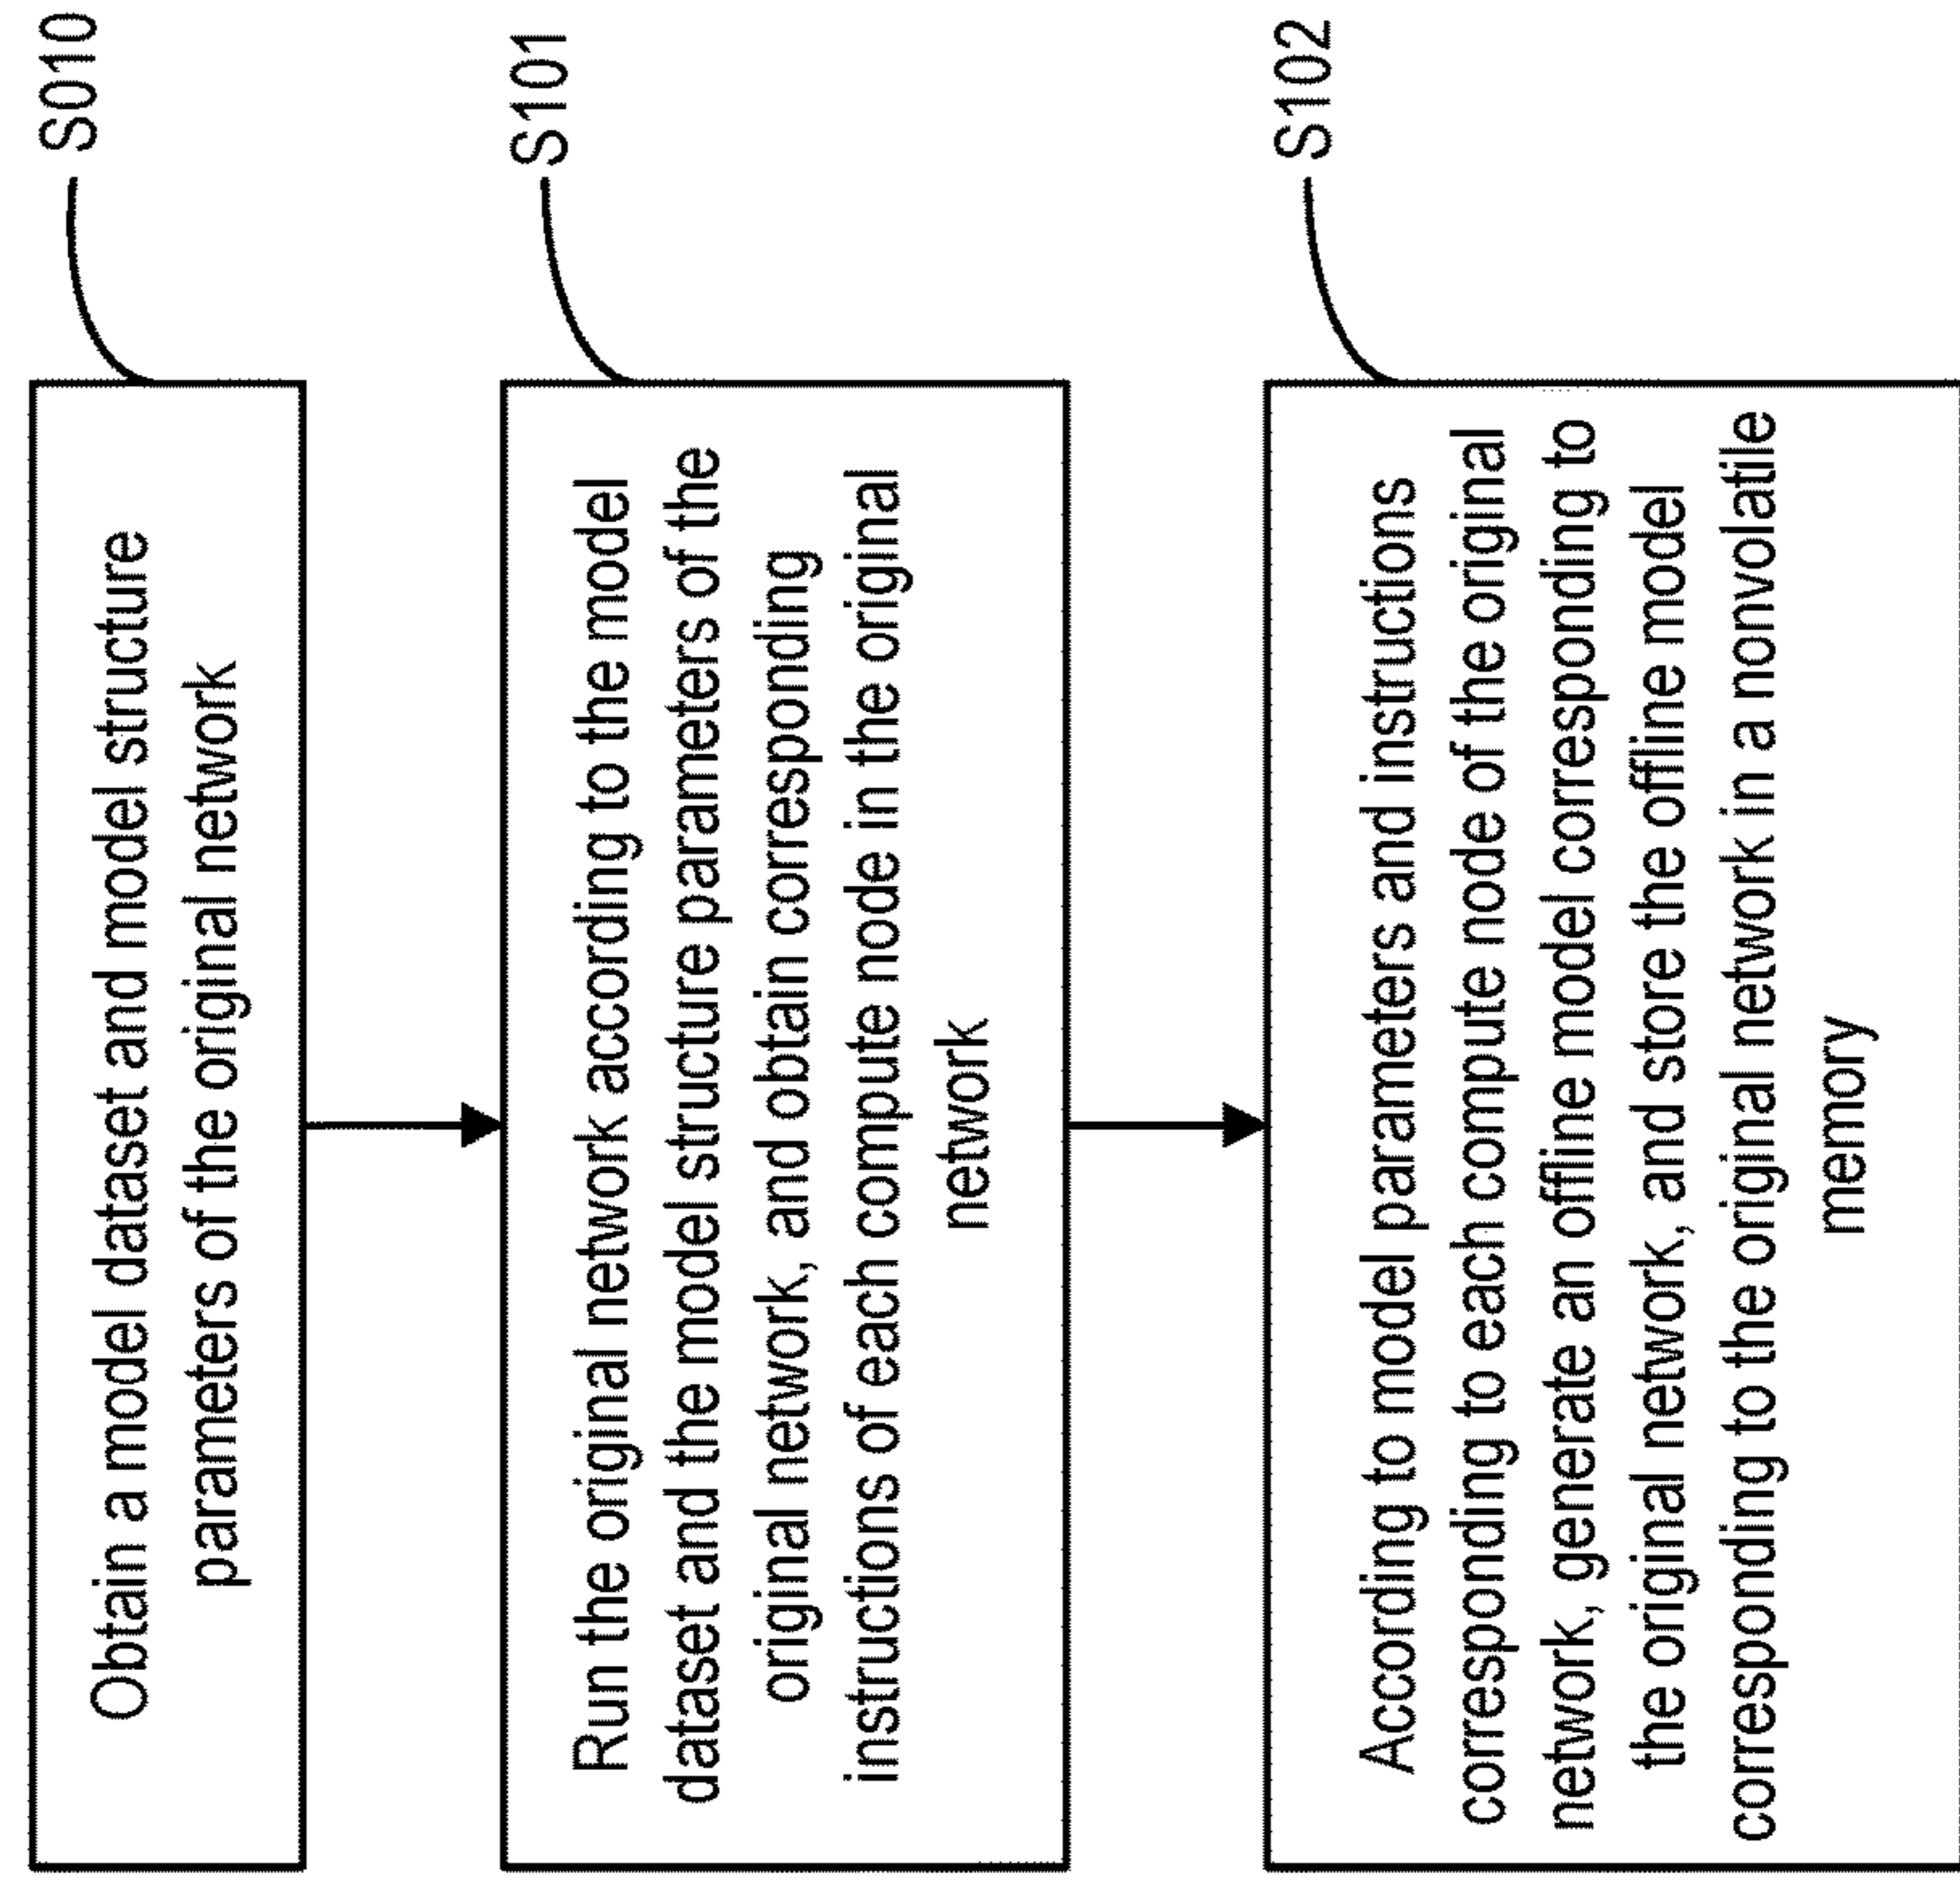 S010
Obtain a model dataset and model structure
parameters of the original network
S101
Run the original network according to the model
dataset and the model structure parameters of the
original network, and obtain corresponding
instructions of each compute node in the original
network
S102
According to model parameters and instructions
corresponding to each compute node of the original
network, generate an offline model corresponding to
the original network, and store the offline model
corresponding to the original network in a nonvolatile
memory